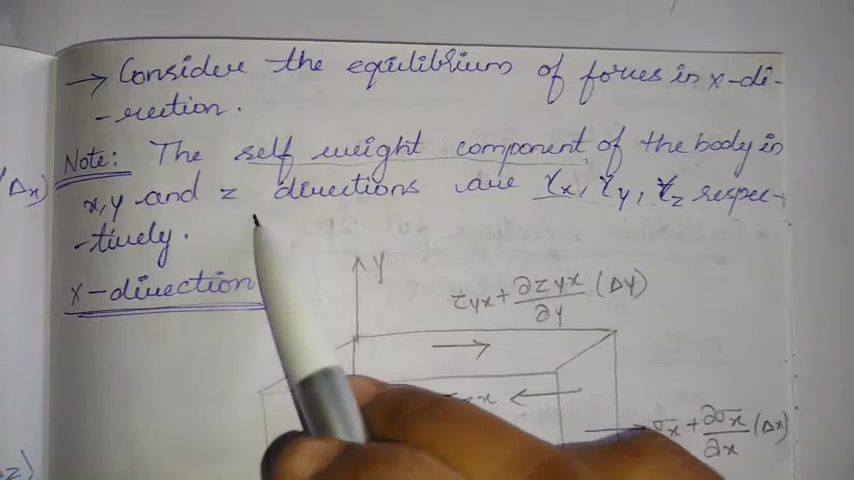 → Consider the equilibrium of forces in x-di-
-rection.
Note: The self weight component of the body in
x, y and z directions are γx, γy, γz respec-
-tively.
x-direction
y
τyx + ∂τyx/∂y (Δy)
σx + ∂σx/∂x (Δx)
(Δx)